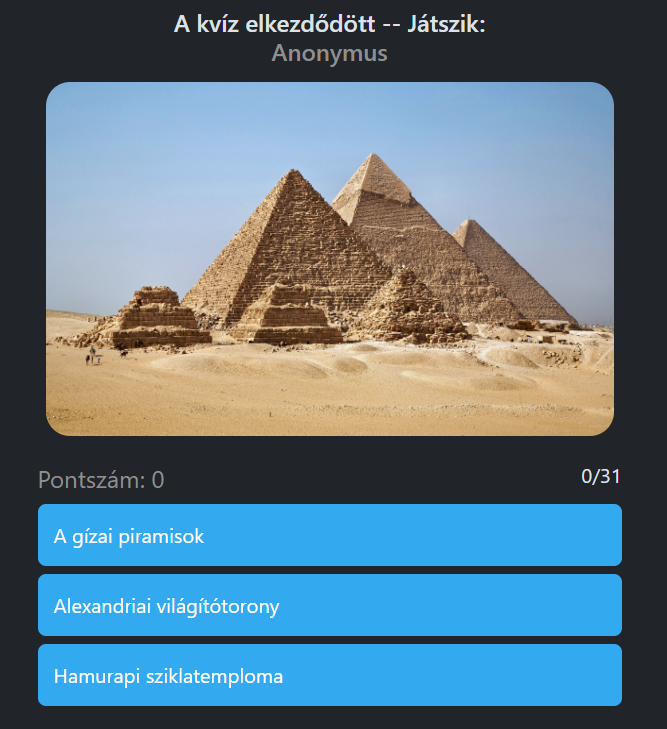 A kvíz elkezdődött -- Játszik:
Anonymus
Pontszám: 0
0/31
A gízai piramisok
Alexandriai világítótorony
Hamurapi sziklatemploma